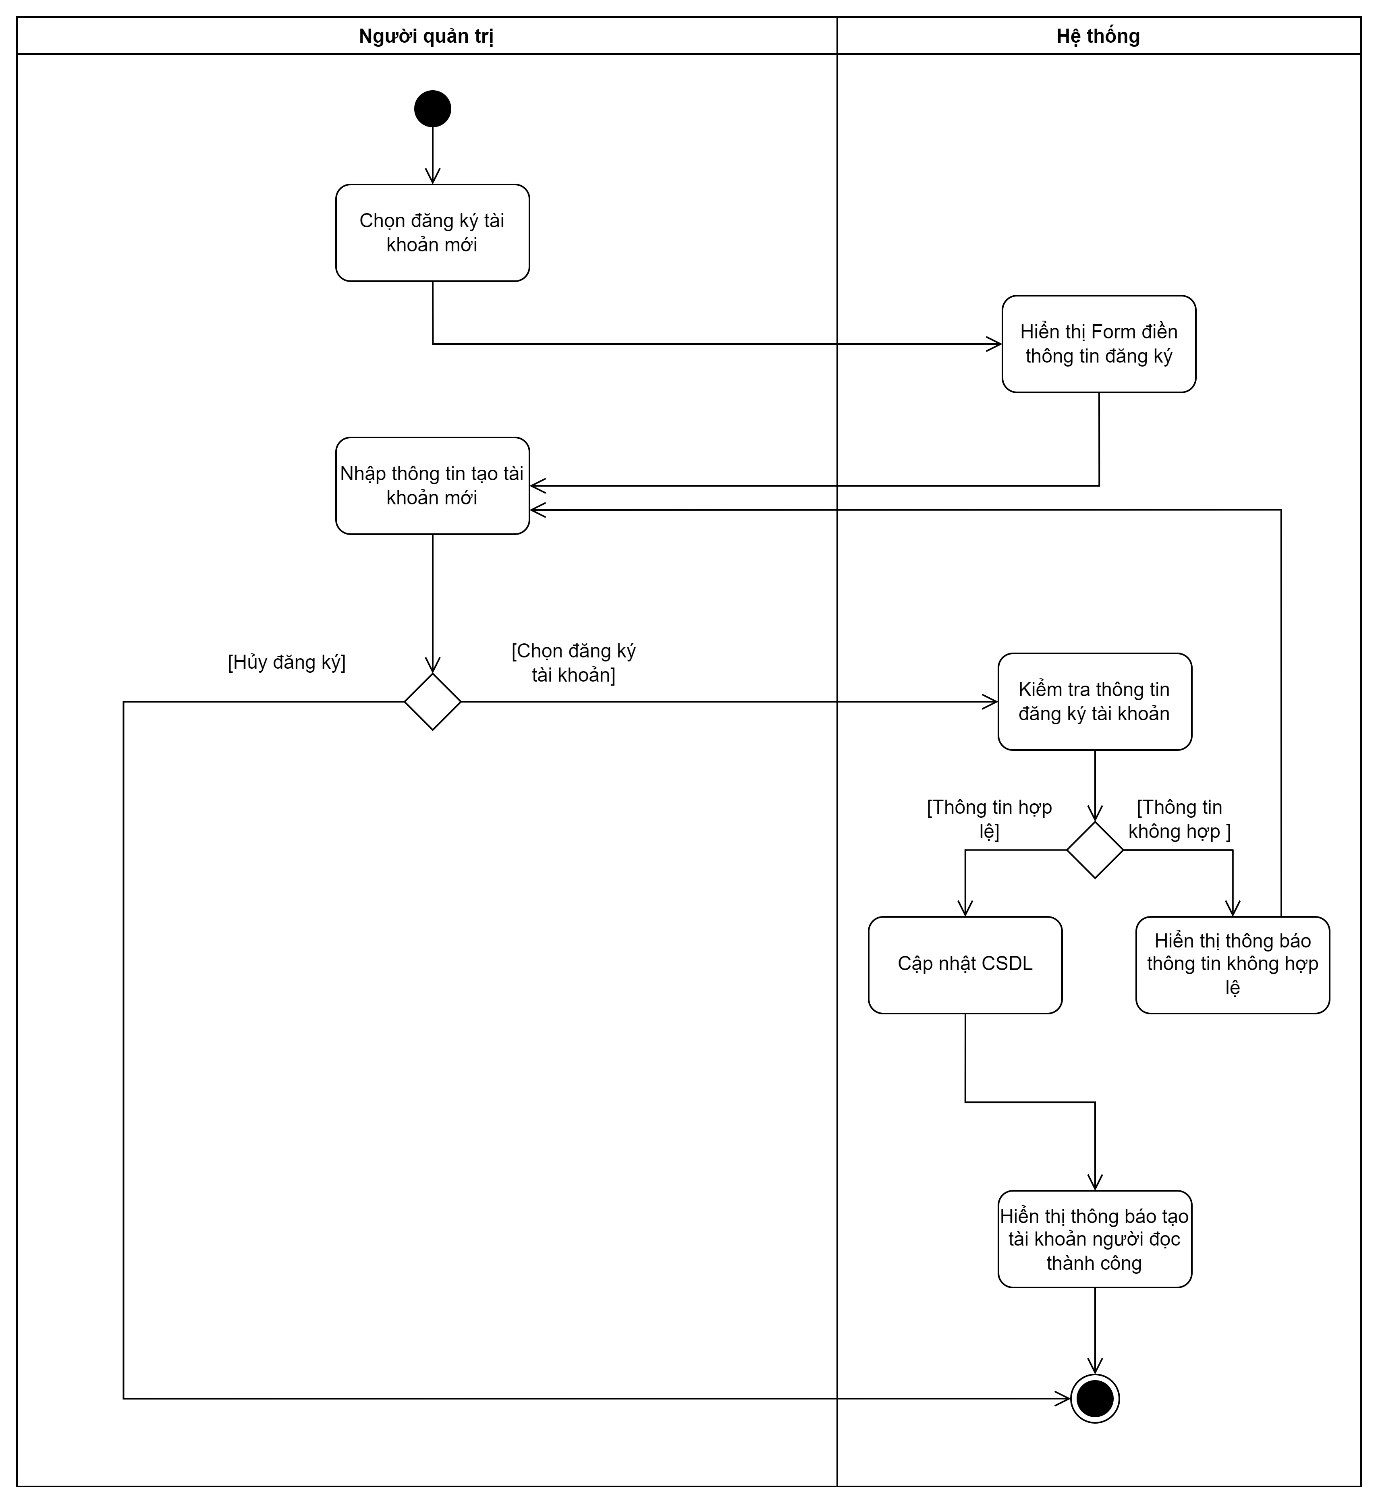 Người quản trị
Hệ thống
Chọn đăng ký tài
khoản mới
Hiển thị Form điền
thông tin đăng ký
Nhập thông tin tạo tài
khoản mới
[Hủy đăng ký]
[Chọn đăng ký
tài khoản]
Kiểm tra thông tin
đăng ký tài khoản
[Thông tin hợp
lệ]
[Thông tin
không hợp ]
Cập nhật CSDL
Hiển thị thông báo
thông tin không hợp
lệ
Hiển thị thông báo tạo
tài khoản người đọc
thành công